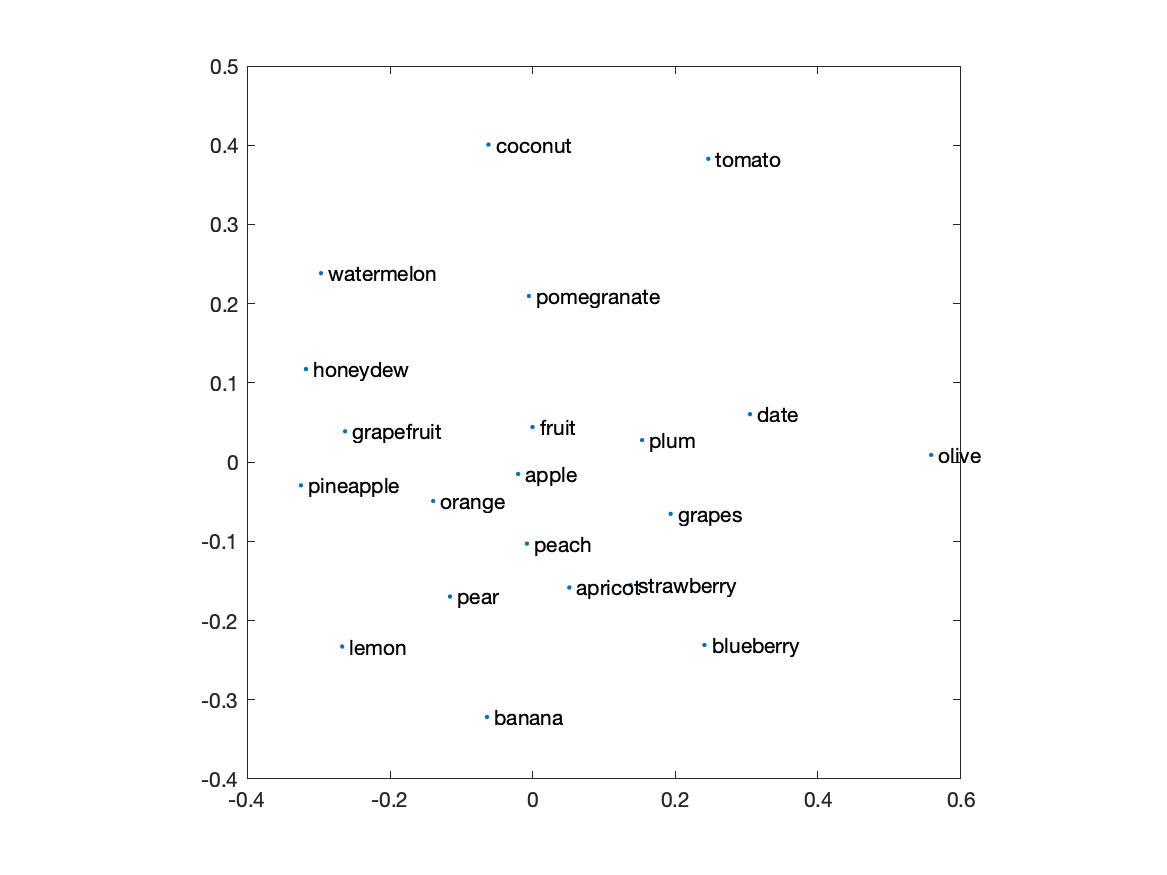 0.5
coconut
0.4
tomato
0.3
watermelon
pomegranate
0.2
honeydew
0.1
date
fruit
grapefruit
plum
olive
0
apple
pineapple
orange
grapes
-0.1
peach
strawberry
apricot
pear
-0.2
blueberry
lemon
-0.3
banana
-0.4
-0.4 -0.2 0 0.2 0.4 0.6